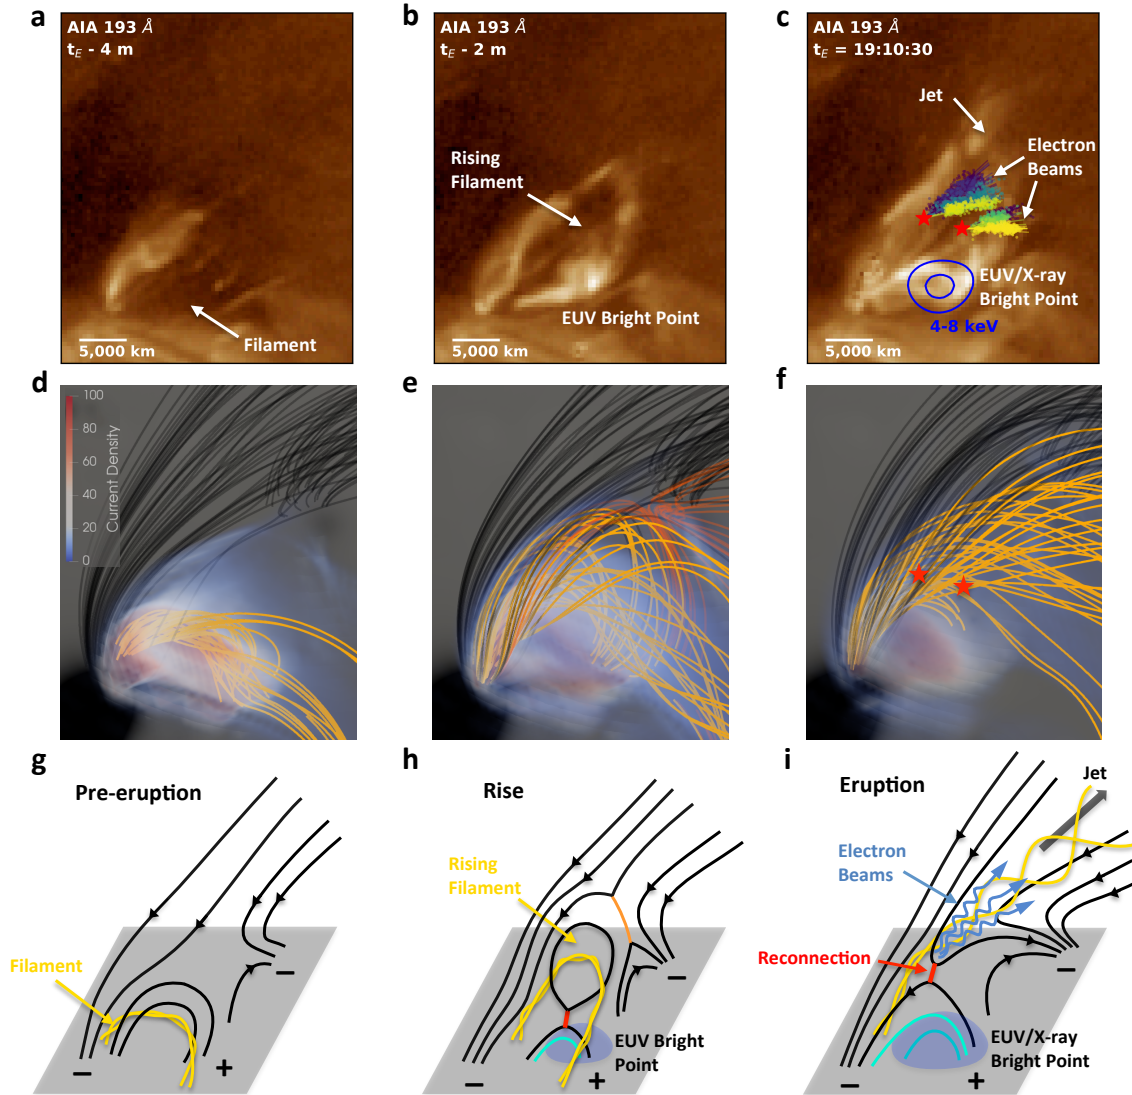 a
AIA 193 Å
t_E - 4 m
Filament
5,000 km
b
AIA 193 Å
t_E - 2 m
Rising
Filament
EUV Bright Point
5,000 km
c
AIA 193 Å
t_E = 19:10:30
Jet
Electron
Beams
EUV/X-ray
Bright Point
4-8 keV
5,000 km
d
100
80
60
40
20
0
Current Density
e
f
g
Pre-eruption
Filament
−
−
+
h
Rise
Rising
Filament
−
EUV Bright
Point
−
+
i
Eruption
Jet
Electron
Beams
Reconnection
−
EUV/X-ray
Bright Point
−
+